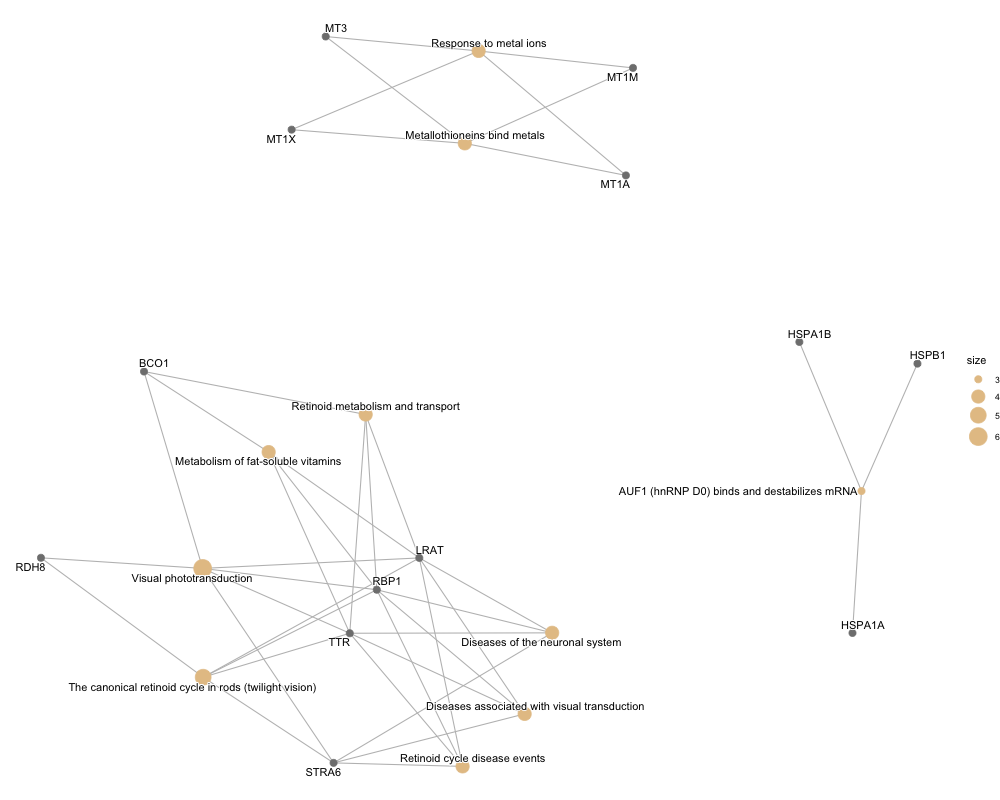 MT3
Response to metal ions
MT1M
Metallothioneins bind metals
MT1X
MT1A
HSPA1B
HSPB1
size
3
4
5
6
BCO1
Retinoid metabolism and transport
Metabolism of fat-soluble vitamins
AUF1 (hnRNP D0) binds and destabilizes mRNA
LRAT
RDH8
Visual phototransduction
RBP1
HSPA1A
TTR
Diseases of the neuronal system
The canonical retinoid cycle in rods (twilight vision)
Diseases associated with visual transduction
Retinoid cycle disease events
STRA6